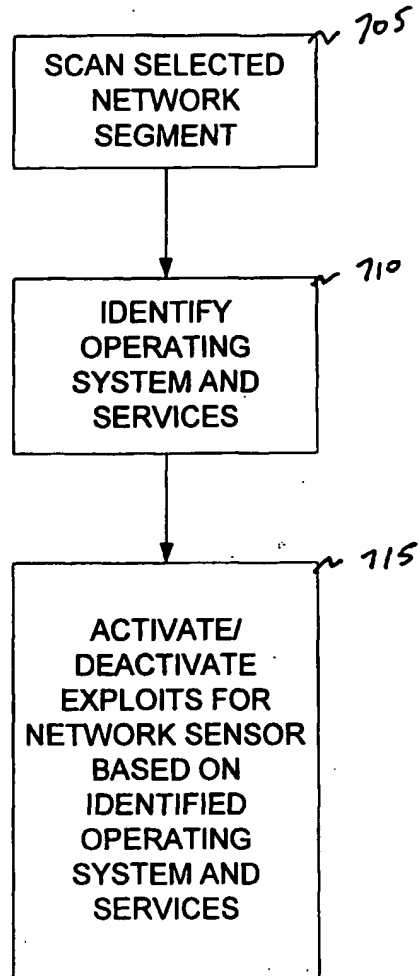 705
SCAN SELECTED
NETWORK
SEGMENT
710
IDENTIFY
OPERATING
SYSTEM AND
SERVICES
715
ACTIVATE/
DEACTIVATE
EXPLOITS FOR
NETWORK SENSOR
BASED ON
IDENTIFIED
OPERATING
SYSTEM AND
SERVICES